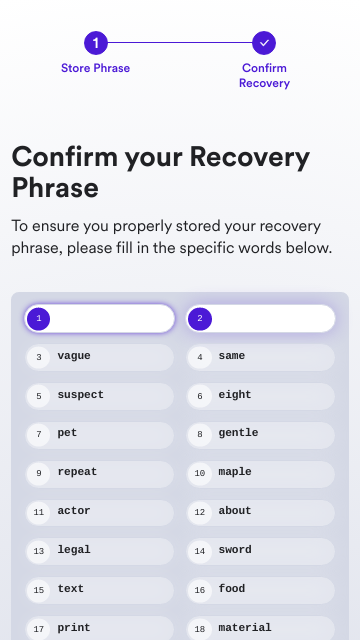 1
Store Phrase
Confirm
Recovery
Confirm your Recovery
Phrase
To ensure you properly stored your recovery
phrase, please fill in the specific words below.
1
2
3 vague
4 same
5 suspect
6 eight
7 pet
8 gentle
9 repeat
10 maple
11 actor
12 about
13 legal
14 sword
15 text
16 food
17 print
18 material